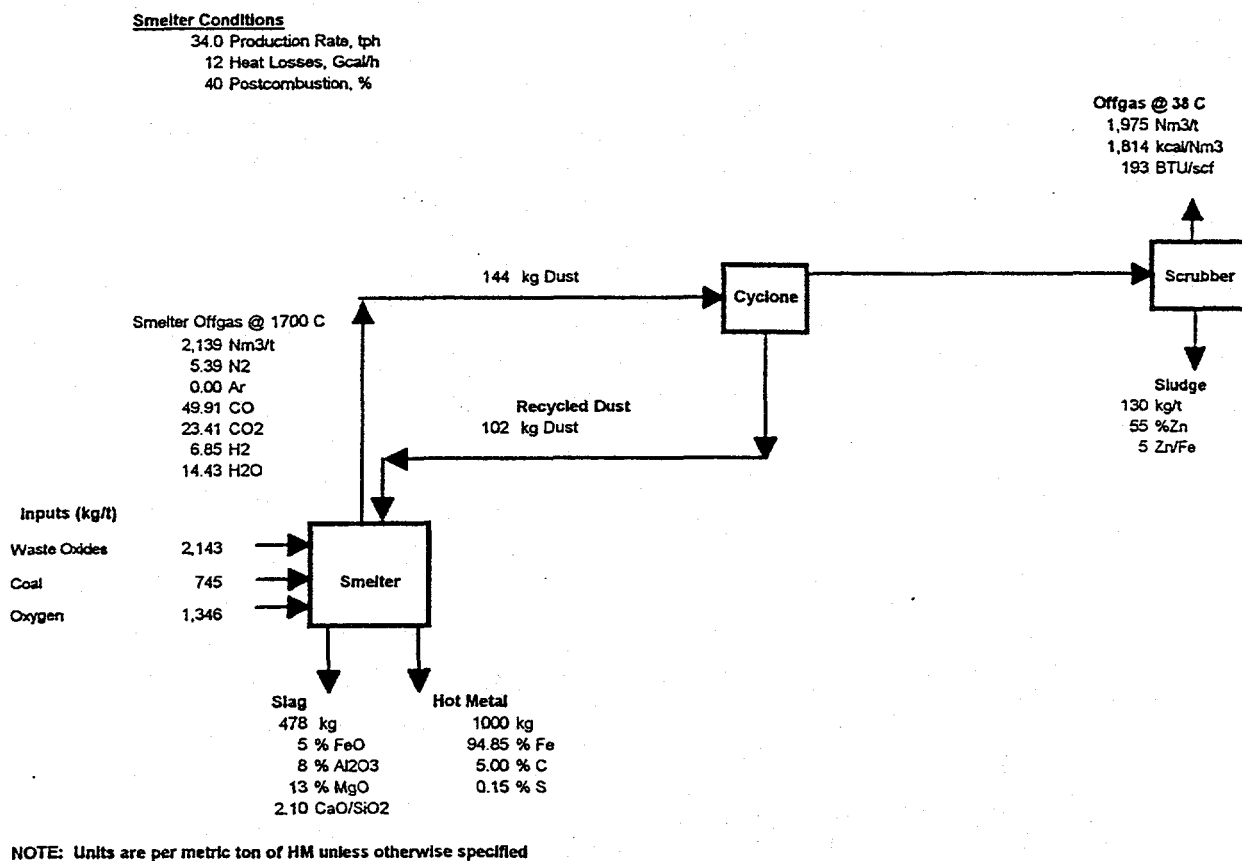 Smelter Conditions
34.0 Production Rate, tph
12 Heat Losses, Gcal/h
40 Postcombustion, %
Offgas @ 38 C
1,975 Nm3/t
1,814 kcal/Nm3
193 BTU/scf
144 kg Dust
Cyclone
Scrubber
Smelter Offgas @ 1700 C
2,139 Nm3/t
5.39 N2
0.00 Ar
49.91 CO
23.41 CO2
6.85 H2
14.43 H2O
Recycled Dust
102 kg Dust
Sludge
130 kg/t
55 %Zn
5 Zn/Fe
Inputs (kg/t)
Waste Oxides 2,143
Coal 745
Oxygen 1,346
Smelter
Slag
478 kg
5 % FeO
8 % Al2O3
13 % MgO
2.10 CaO/SiO2
Hot Metal
1000 kg
94.85 % Fe
5.00 % C
0.15 % S
NOTE: Units are per metric ton of HM unless otherwise specified